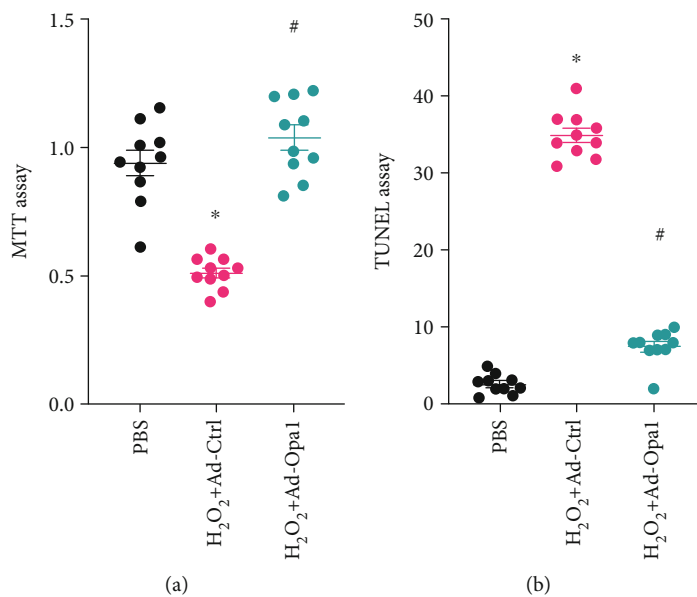 1.5
1.0
0.5
0.0
MTT assay
*
#
PBS
H₂O₂+Ad-Ctrl
H₂O₂+Ad-Opa1
(a)
50
40
30
20
10
0
TUNEL assay
*
#
PBS
H₂O₂+Ad-Ctrl
H₂O₂+Ad-Opa1
(b)